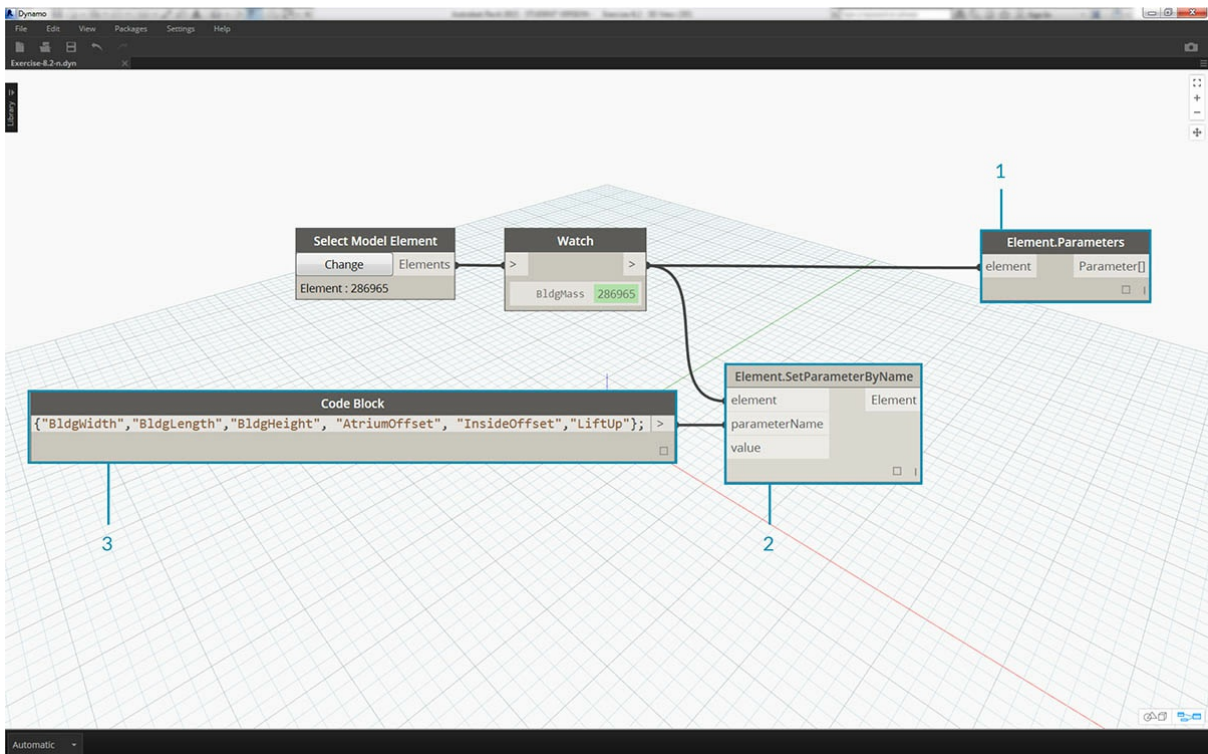 Dynamo
File Edit View Packages Settings Help
Exercise-8.2-n.dyn
Library
1
Select Model Element
Change Elements
Element : 286965
Watch
> >
BldgMass 286965
Element.Parameters
element Parameter[]
Element.SetParameterByName
element Element
parameterName
value
Code Block
{"BldgWidth","BldgLength","BldgHeight", "AtriumOffset", "InsideOffset","LiftUp"}; >
3
2
Automatic